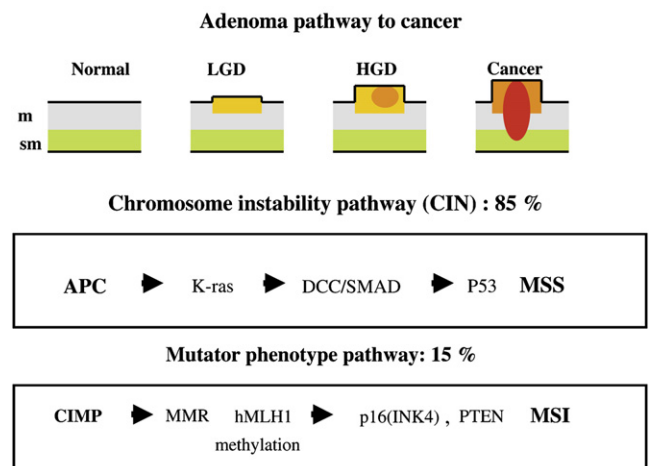 Adenoma pathway to cancer
Normal LGD HGD Cancer
m
sm
Chromosome instability pathway (CIN) : 85 %
APC K-ras DCC/SMAD P53 MSS
Mutator phenotype pathway: 15 %
CIMP MMR hMLH1 p16(INK4) , PTEN MSI
methylation